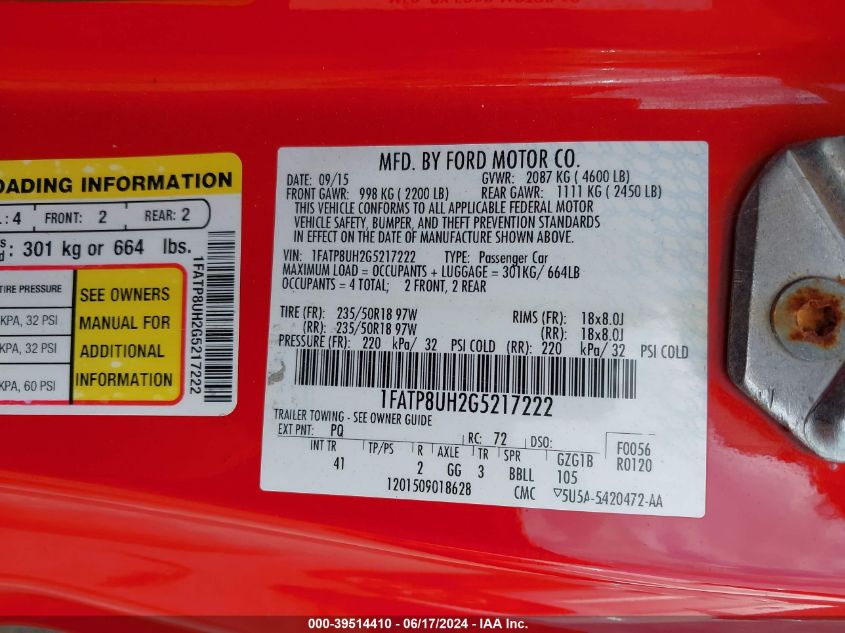 OADING INFORMATION
: 4 FRONT: 2 REAR: 2
: 301 kg or 664 lbs.
TIRE PRESSURE
KPA, 32 PSI
KPA, 32 PSI
KPA, 60 PSI
SEE OWNERS
MANUAL FOR
ADDITIONAL
INFORMATION
1FATP8UH2G5217222
MFD. BY FORD MOTOR CO.
DATE: 09/15 GVWR: 2087 KG ( 4600 LB)
FRONT GAWR: 998 KG ( 2200 LB) REAR GAWR: 1111 KG ( 2450 LB)
THIS VEHICLE CONFORMS TO ALL APPLICABLE FEDERAL MOTOR
VEHICLE SAFETY, BUMPER, AND THEFT PREVENTION STANDARDS
IN EFFECT ON THE DATE OF MANUFACTURE SHOWN ABOVE.
VIN: 1FATP8UH2G5217222 TYPE: Passenger Car
MAXIMUM LOAD = OCCUPANTS + LUGGAGE = 301KG/ 664LB
OCCUPANTS = 4 TOTAL; 2 FRONT, 2 REAR
TIRE (FR): 235/50R18 97W RIMS (FR): 18x8.0J
(RR): 235/50R18 97W (RR): 18x8.0J
PRESSURE (FR): 220 kPa/ 32 PSI COLD (RR): 220 kPa/ 32 PSI COLD
1FATP8UH2G5217222
TRAILER TOWING - SEE OWNER GUIDE
EXT PNT: PQ RC: 72 DSO: F0056
INT TR TP/PS R AXLE TR SPR GZG1B R0120
41 2 GG 3 BBLL 105
1201509018628 CMC ▽5U5A-5420472-AA
000-39514410 - 06/17/2024 - IAA Inc.